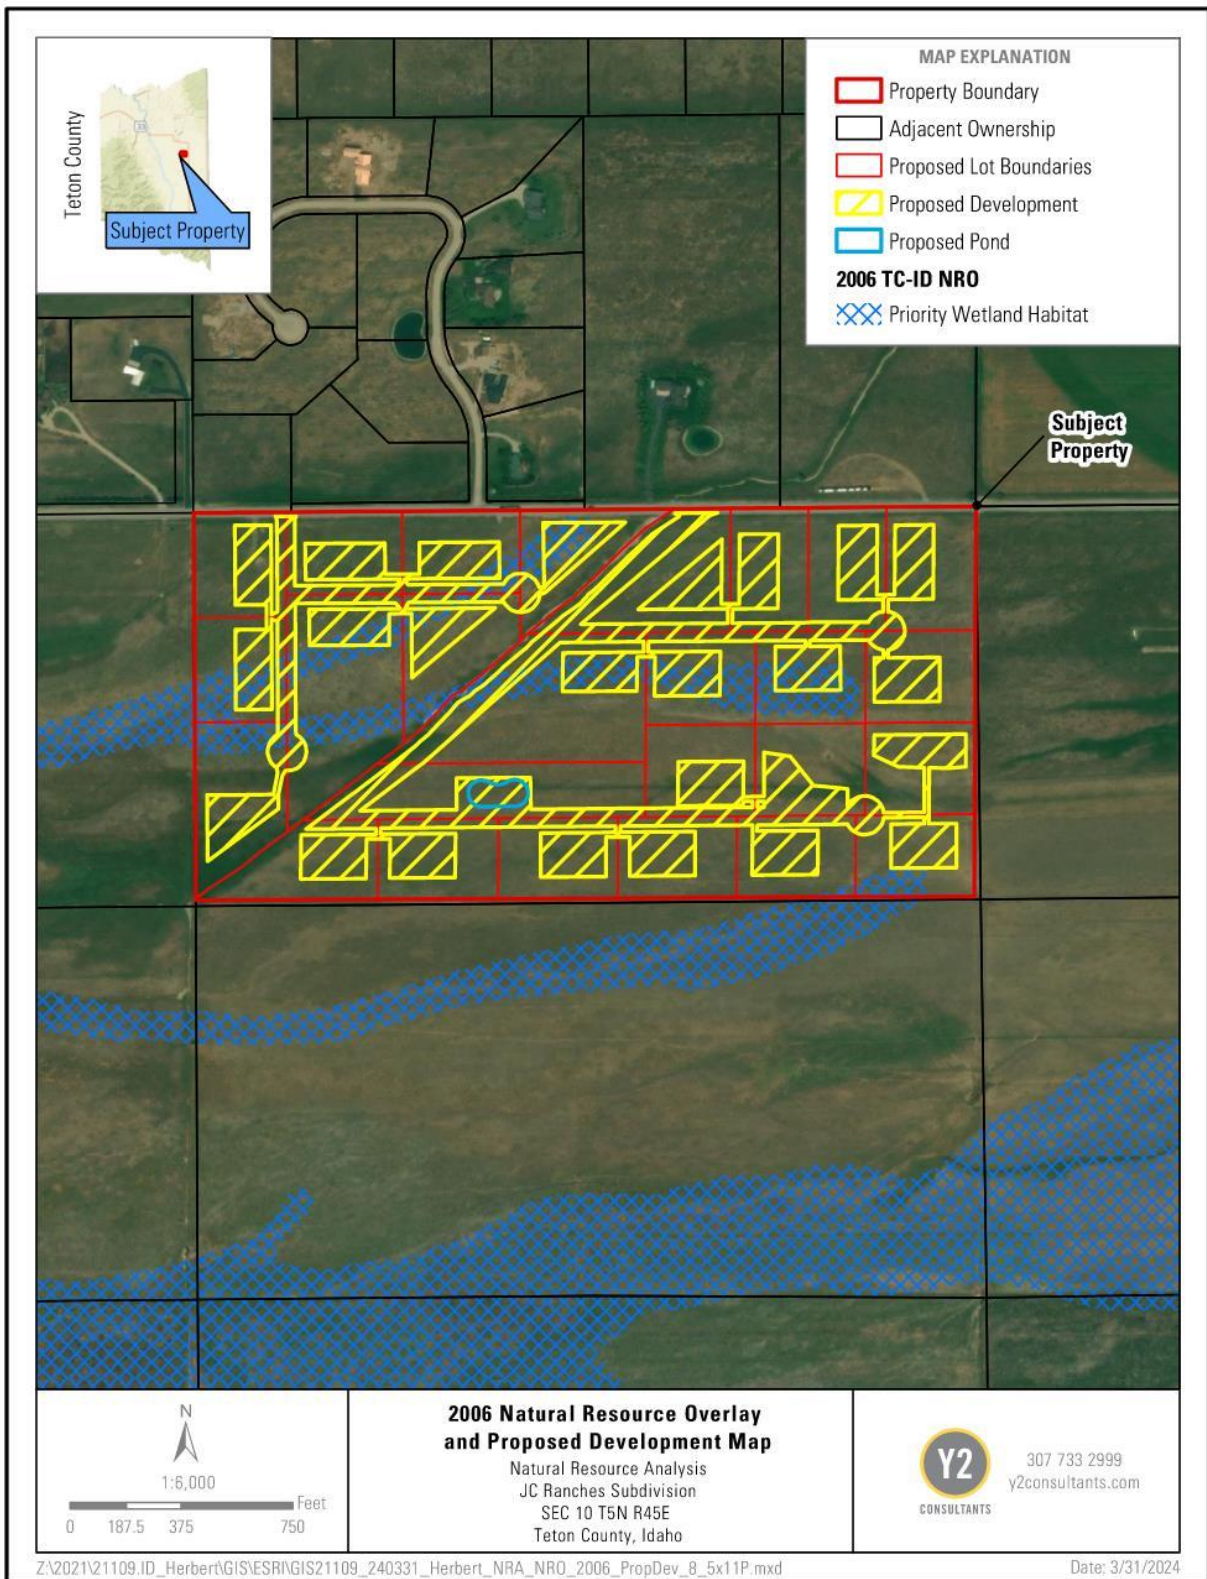 Teton County
33
Subject Property
MAP EXPLANATION
Property Boundary
Adjacent Ownership
Proposed Lot Boundaries
Proposed Development
Proposed Pond
2006 TC-ID NRO
Priority Wetland Habitat
Subject
Property
N
1:6,000
Feet
0 187.5 375 750
2006 Natural Resource Overlay
and Proposed Development Map
Natural Resource Analysis
JC Ranches Subdivision
SEC 10 T5N R45E
Teton County, Idaho
Y2
CONSULTANTS
307 733 2999
y2consultants.com
Z:\2021\21109.ID_Herbert\GIS\ESRI\GIS21109_240331_Herbert_NRA_NRO_2006_PropDev_8_5x11P.mxd
Date: 3/31/2024